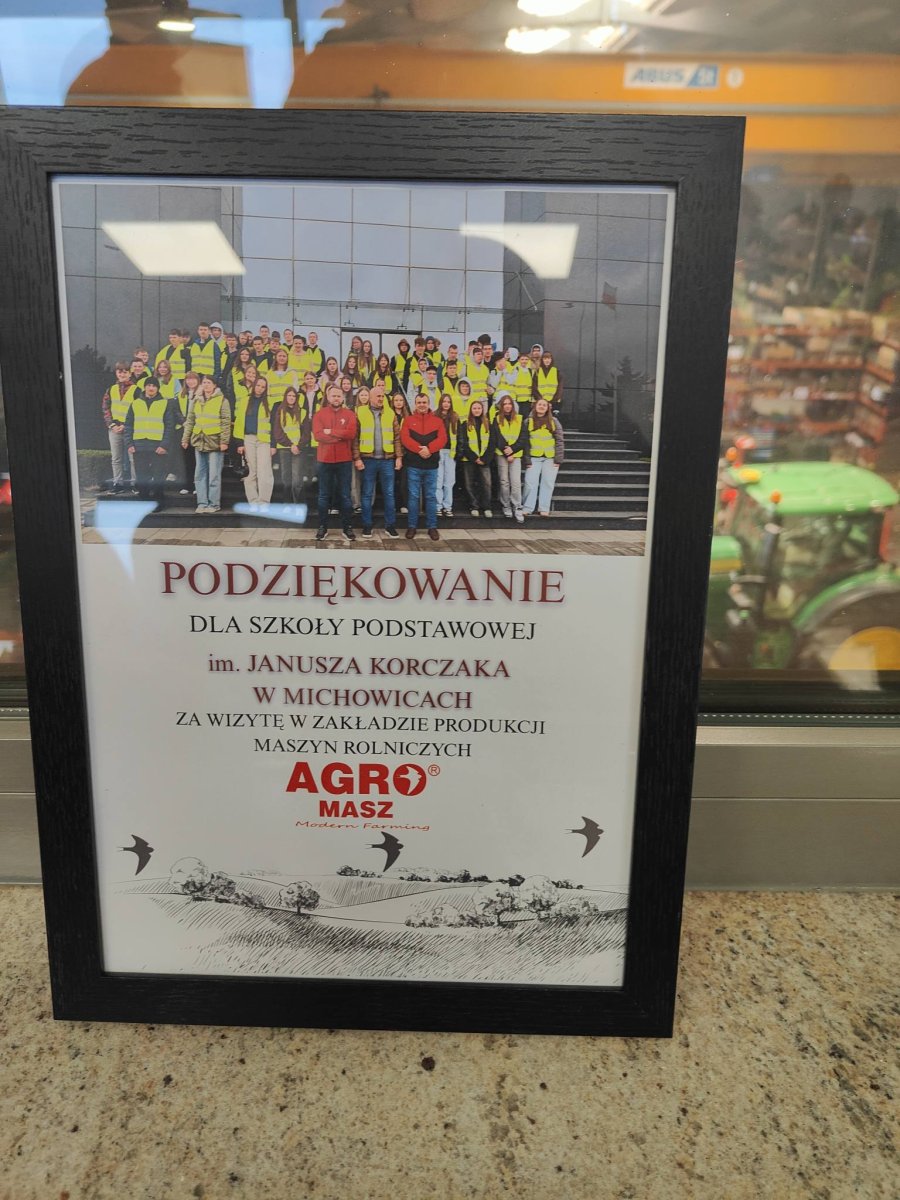 ABUS
PODZIĘKOWANIE
DLA SZKOŁY PODSTAWOWEJ
im. JANUSZA KORCZAKA
W MICHOWICACH
ZA WIZYTĘ W ZAKŁADZIE PRODUKCJI
MASZYN ROLNICZYCH
AGRO®
MASZ
Modern Farming